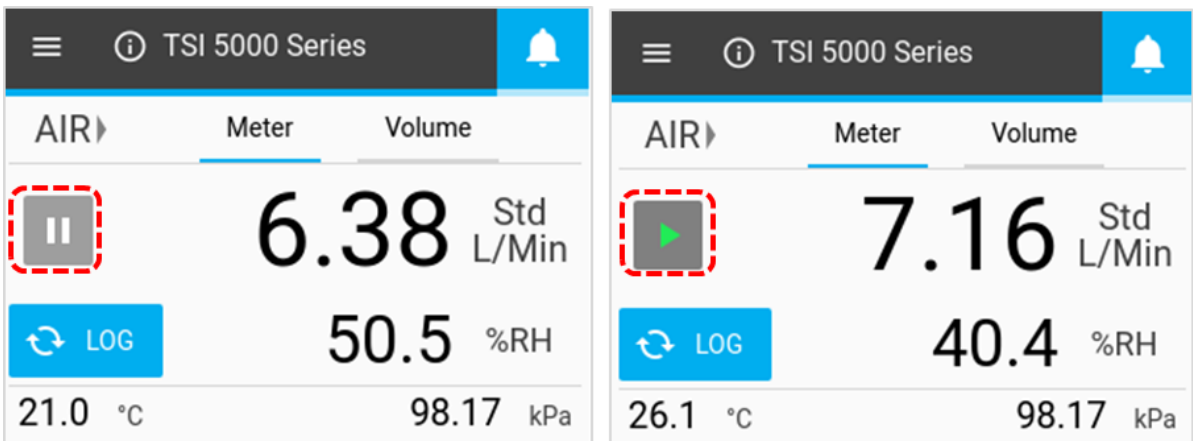 TSI 5000 Series
AIR Meter Volume
6.38 Std L/Min
LOG 50.5 %RH
21.0 °C 98.17 kPa
TSI 5000 Series
AIR Meter Volume
7.16 Std L/Min
LOG 40.4 %RH
26.1 °C 98.17 kPa